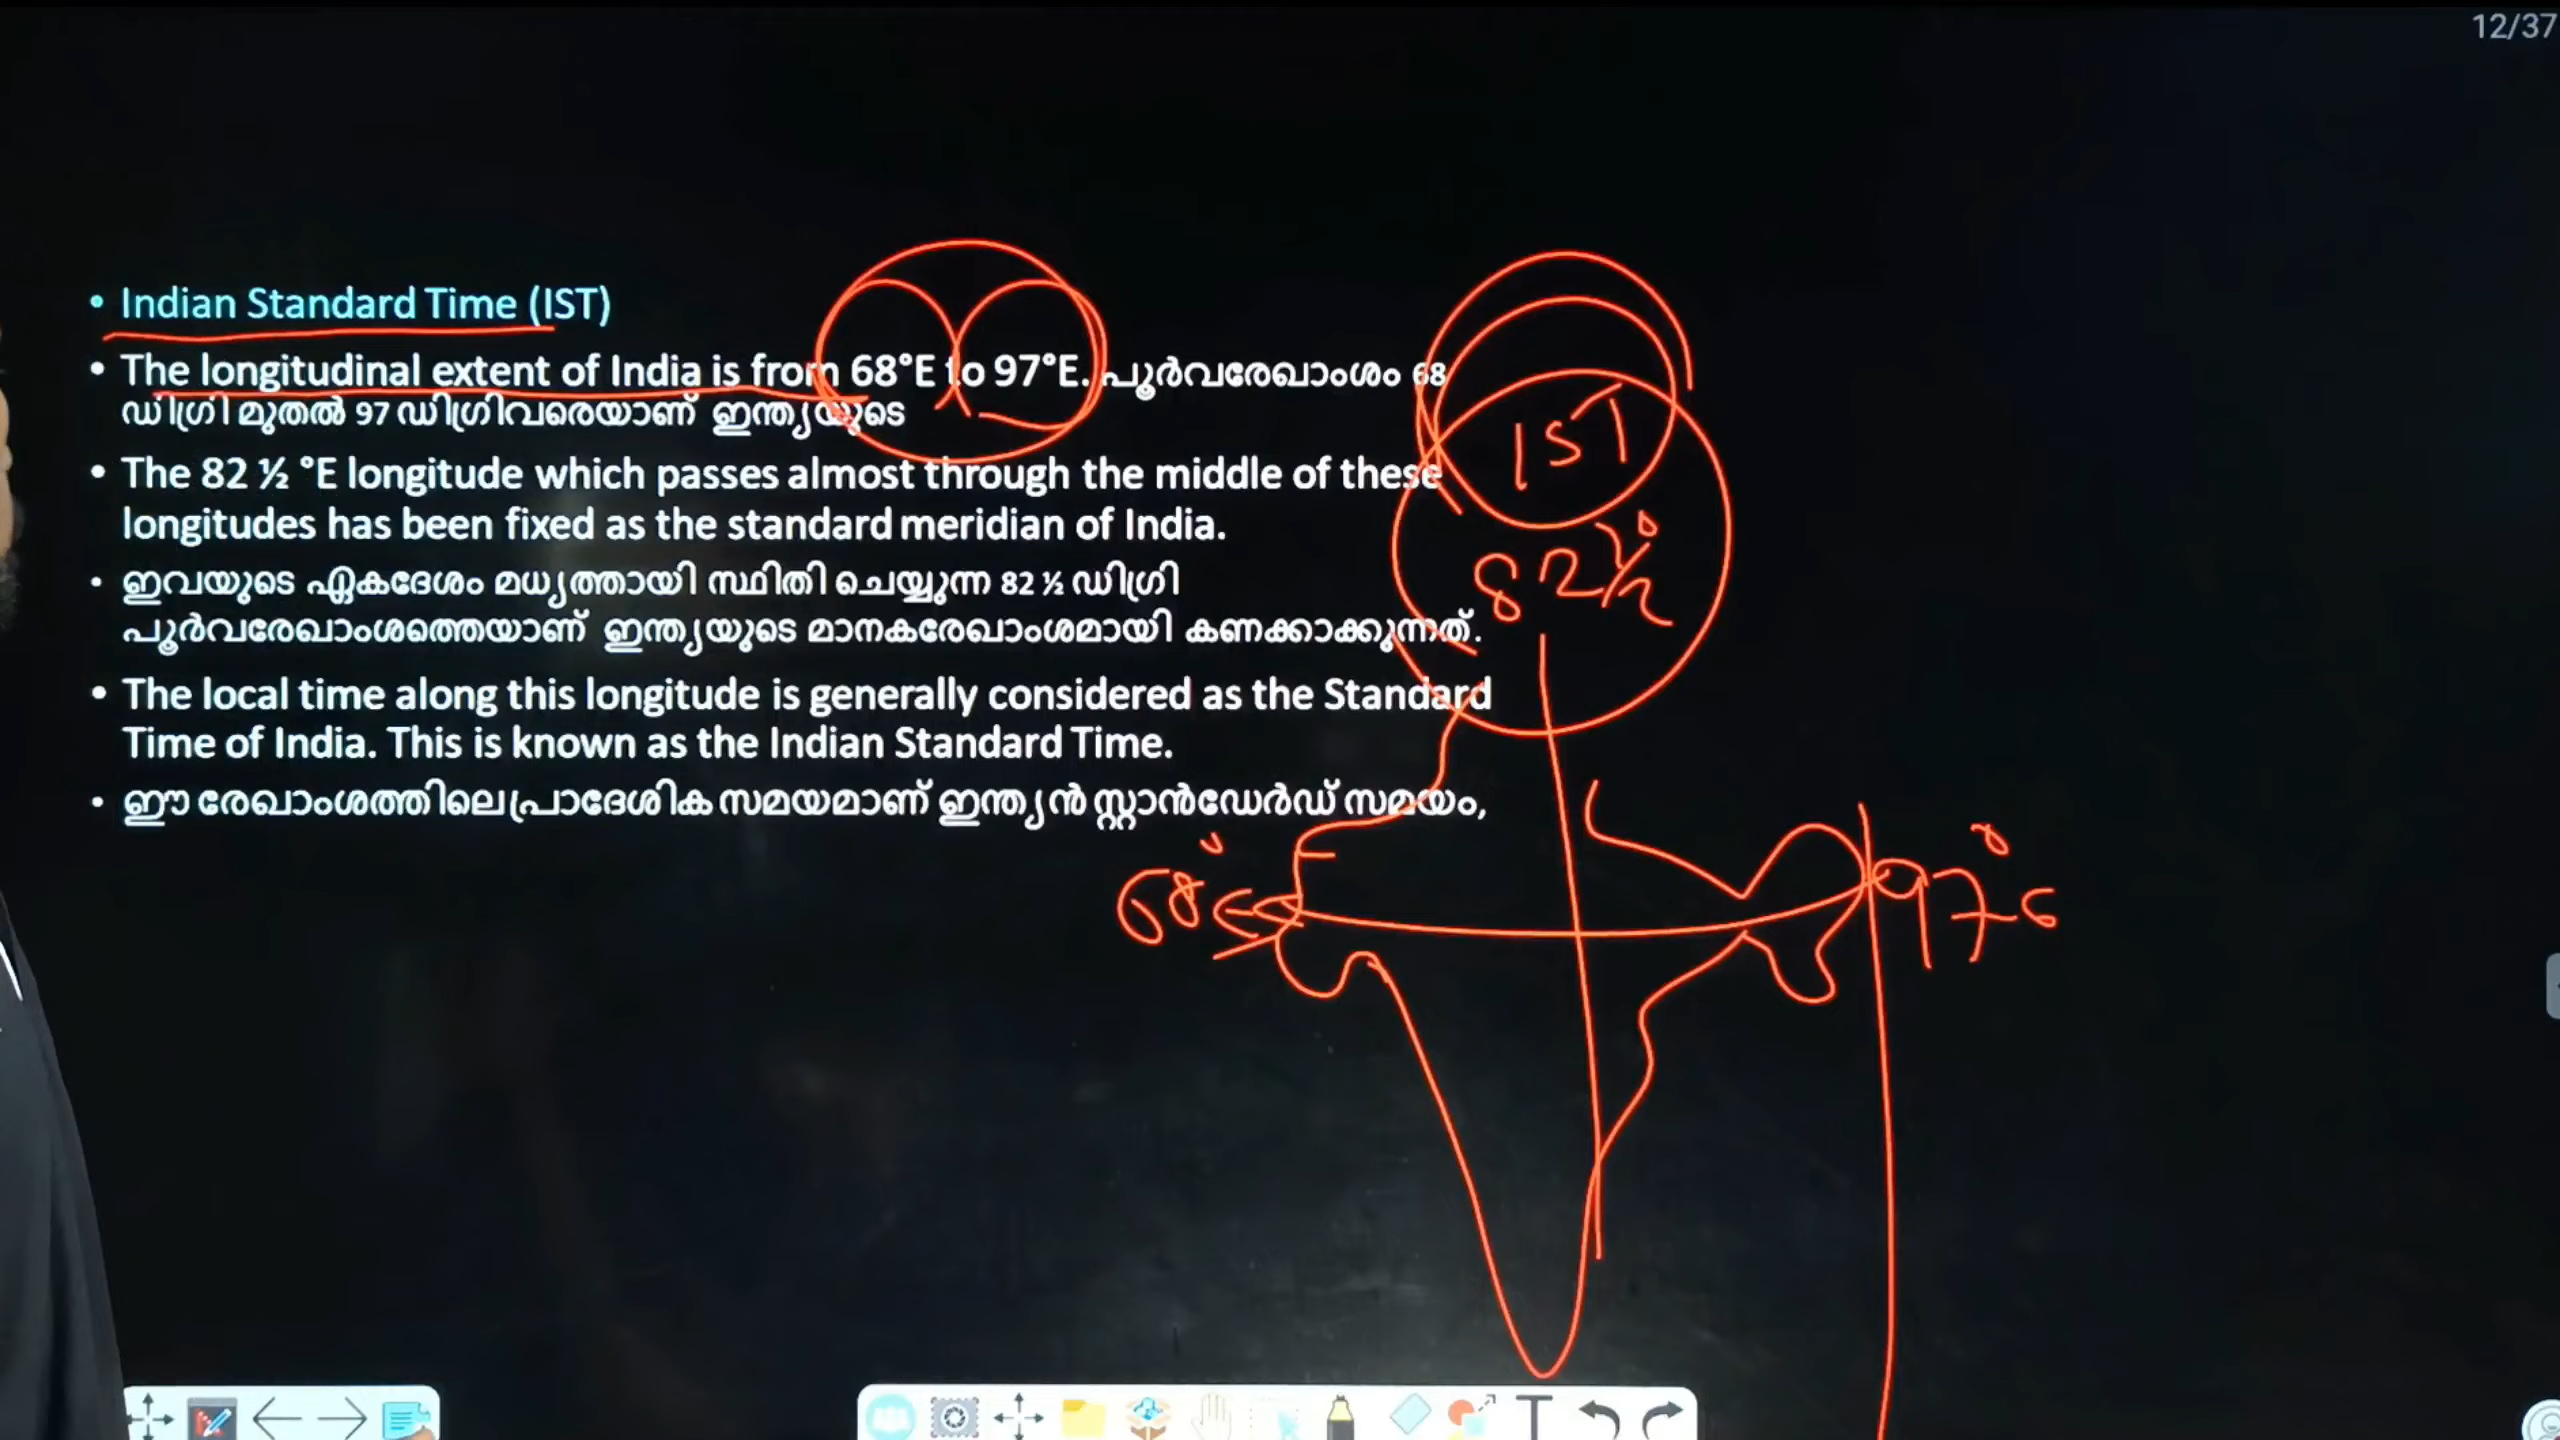 12/37
• Indian Standard Time (IST)
• The longitudinal extent of India is from 68°E to 97°E. പൂർവരേഖാംശം 68
ഡിഗ്രി മുതൽ 97 ഡിഗ്രിവരെയാണ് ഇന്ത്യയുടെ
• The 82 ½ °E longitude which passes almost through the middle of these
longitudes has been fixed as the standard meridian of India.
• ഇവയുടെ ഏകദേശം മധ്യത്തായി സ്ഥിതി ചെയ്യുന്ന 82 ½ ഡിഗ്രി
പൂർവരേഖാംശത്തെയാണ് ഇന്ത്യയുടെ മാനകരേഖാംശമായി കണക്കാക്കുന്നത്.
• The local time along this longitude is generally considered as the Standard
Time of India. This is known as the Indian Standard Time.
• ഈ രേഖാംശത്തിലെ പ്രാദേശിക സമയമാണ് ഇന്ത്യൻ സ്റ്റാൻഡേർഡ് സമയം,
IST
82 ½°
68°
97°